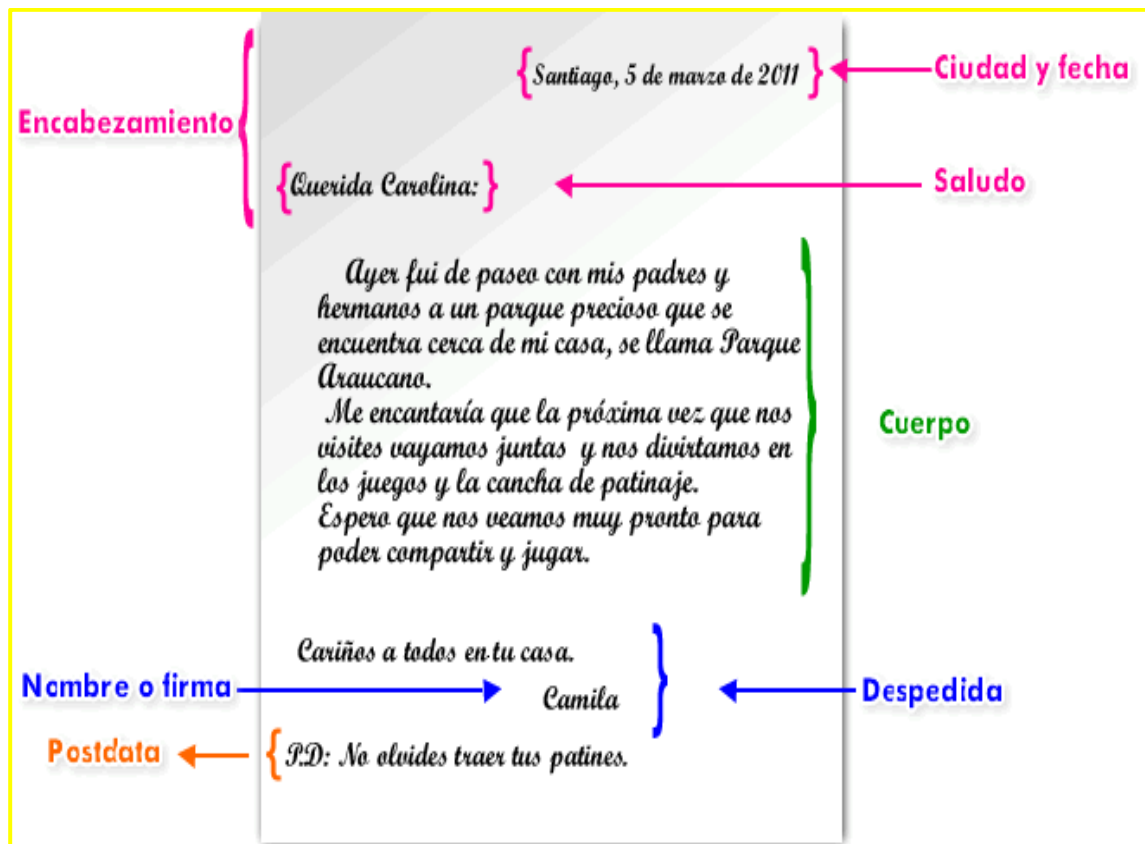 Santiago, 5 de marzo de 2011
Ciudad y fecha
Encabezamiento
Querida Carolina:
Saludo
Ayer fui de paseo con mis padres y
hermanos a un parque precioso que se
encuentra cerca de mi casa, se llama Parque
Araucano.
Me encantaría que la próxima vez que nos
visites vayamos juntas y nos divirtamos en
los juegos y la cancha de patinaje.
Espero que nos veamos muy pronto para
poder compartir y jugar.
Cuerpo
Cariños a todos en tu casa.
Nombre o firma
Camila
Despedida
Postdata
P.D: No olvides traer tus patines.